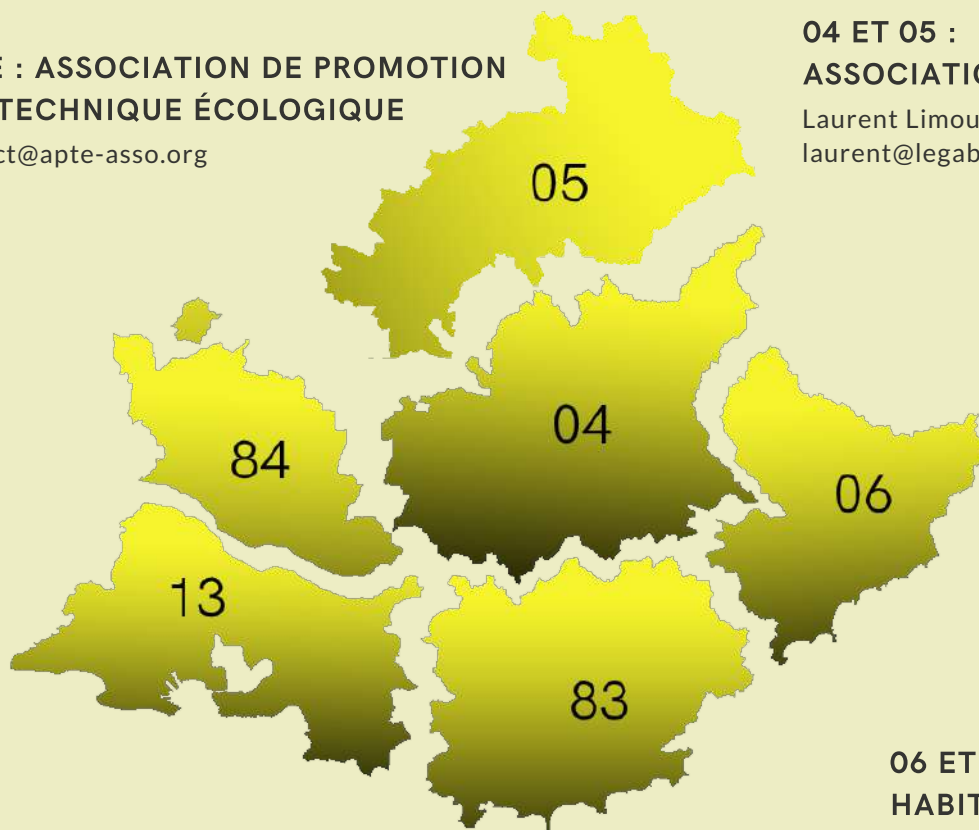 E : ASSOCIATION DE PROMOTION
TECHNIQUE ÉCOLOGIQUE
ct@apte-asso.org
04 ET 05 :
ASSOCIATIO
Laurent Limou
laurent@legab
05
04
84
06
13
83
06 ET
HABIT